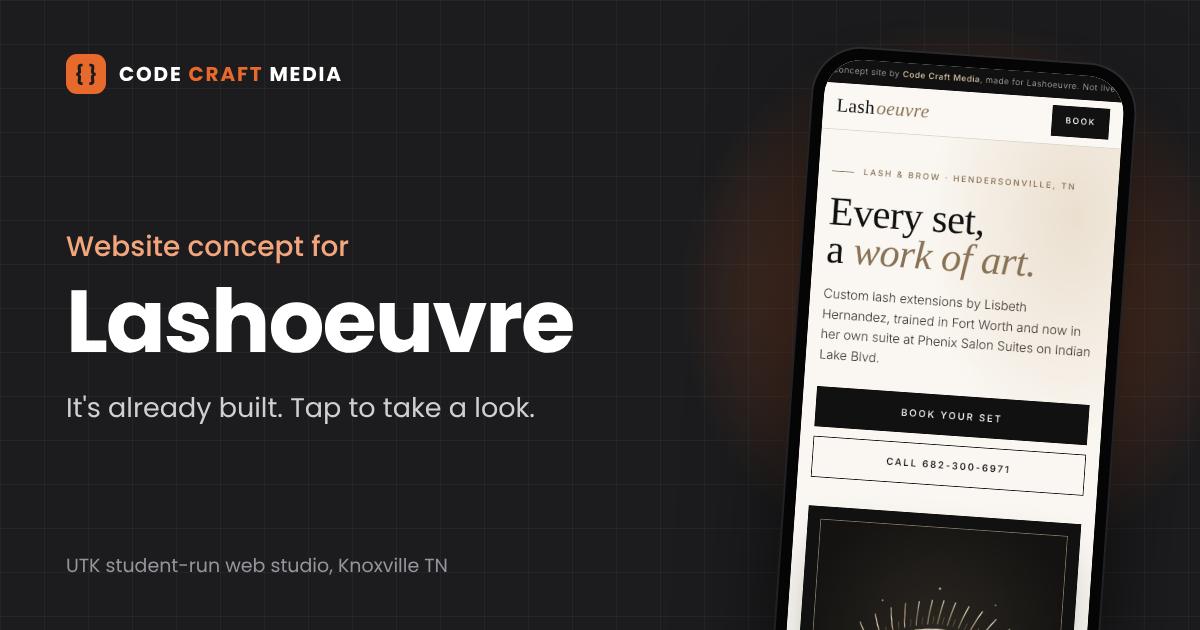 { } CODE CRAFT MEDIA
Website concept for
Lashoeuvre
It's already built. Tap to take a look.
UTK student-run web studio, Knoxville TN
concept site by Code Craft Media, made for Lashoeuvre. Not live
Lashoeuvre
BOOK
LASH & BROW · HENDERSONVILLE, TN
Every set,
a work of art.
Custom lash extensions by Lisbeth
Hernandez, trained in Fort Worth and now in
her own suite at Phenix Salon Suites on Indian
Lake Blvd.
BOOK YOUR SET
CALL 682-300-6971